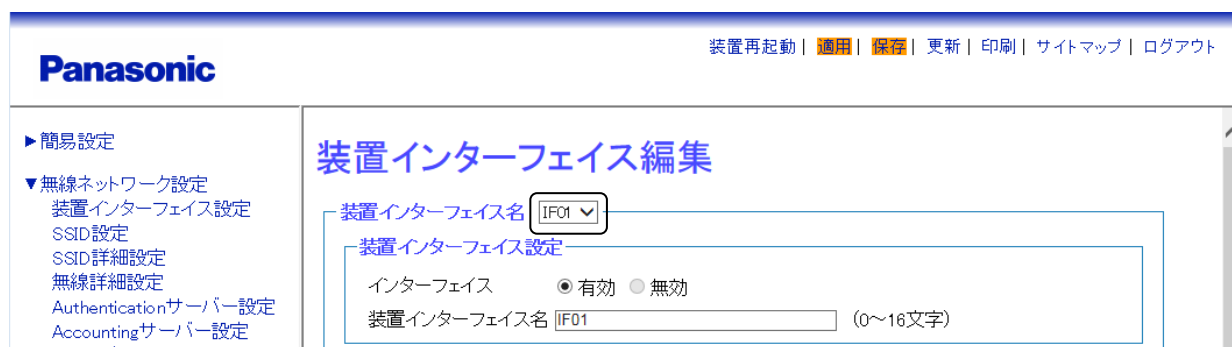 装置再起動| 適用| 保存| 更新| 印刷| サイトマップ| ログアウト
Panasonic
▶簡易設定
▼無線ネットワーク設定
装置インターフェイス設定
SSID設定
SSID詳細設定
無線詳細設定
Authenticationサーバー設定
Accountingサーバー設定
装置インターフェイス編集
装置インターフェイス名 IF01
装置インターフェイス設定
インターフェイス 有効 無効
装置インターフェイス名 IF01 (0～16文字)